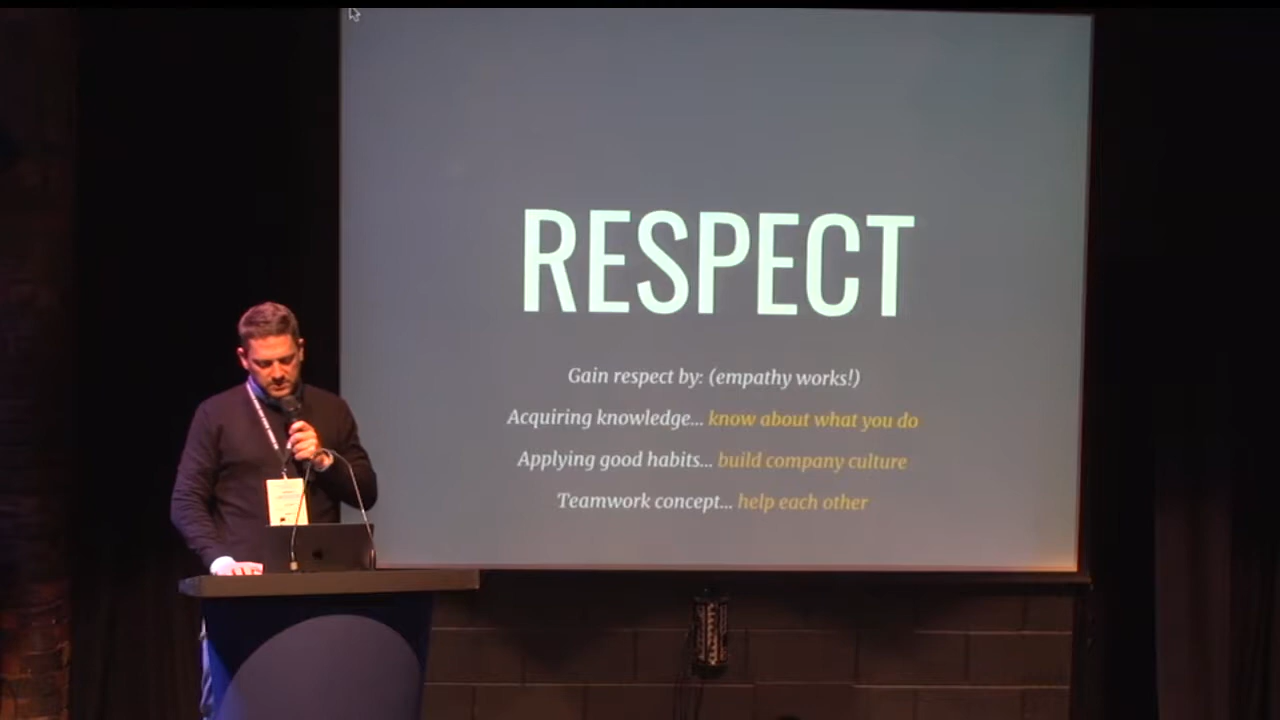 RESPECT
Gain respect by: (empathy works!)
Acquiring knowledge... know about what you do
Applying good habits... build company culture
Teamwork concept... help each other